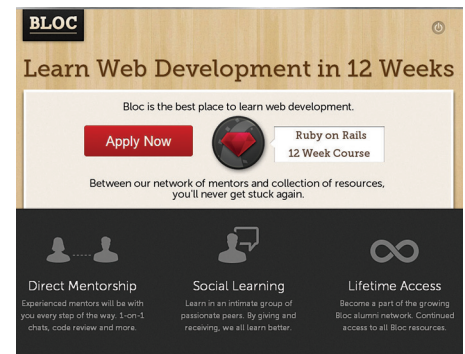 BLOC
Learn Web Development in 12 Weeks
Bloc is the best place to learn web development.
Apply Now
Ruby on Rails
12 Week Course
Between our network of mentors and collection of resources,
you'll never get stuck again.
Direct Mentorship
Experienced mentors will be with
you every step of the way. 1-on-1
chats, code review and more.
Social Learning
Learn in an intimate group of
passionate peers. By giving and
receiving, we all learn better.
Lifetime Access
Become a part of the growing
Bloc alumni network. Continued
access to all Bloc resources.